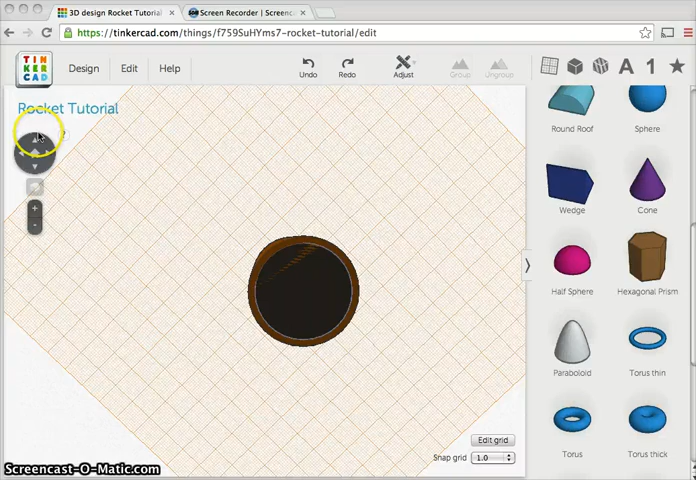 3D design Rocket Tutorial
Screen Recorder | Screenc
https://tinkercad.com/things/f759SuHYms7-rocket-tutorial/edit
TIN
KER
CAD
Design
Edit
Help
Undo
Redo
Adjust
Group
Ungroup
A
1
Rocket Tutorial
?
+
-
Round Roof
Sphere
Wedge
Cone
Half Sphere
Hexagonal Prism
Paraboloid
Torus thin
Torus
Torus thick
Edit grid
Snap grid
1.0
Screencast-O-Matic.com